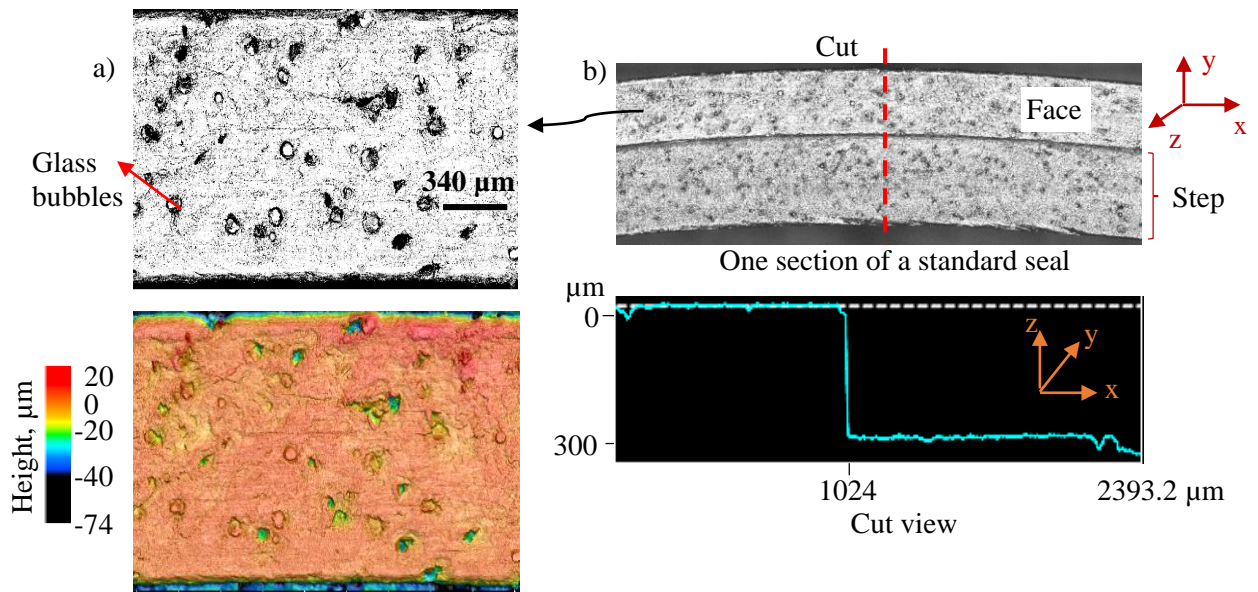 a)
Glass
bubbles
340 µm
Height, µm
20
0
-20
-40
-74
b)
Cut
Face
y
x
z
Step
One section of a standard seal
µm
0
300
z
y
x
1024
2393.2 µm
Cut view